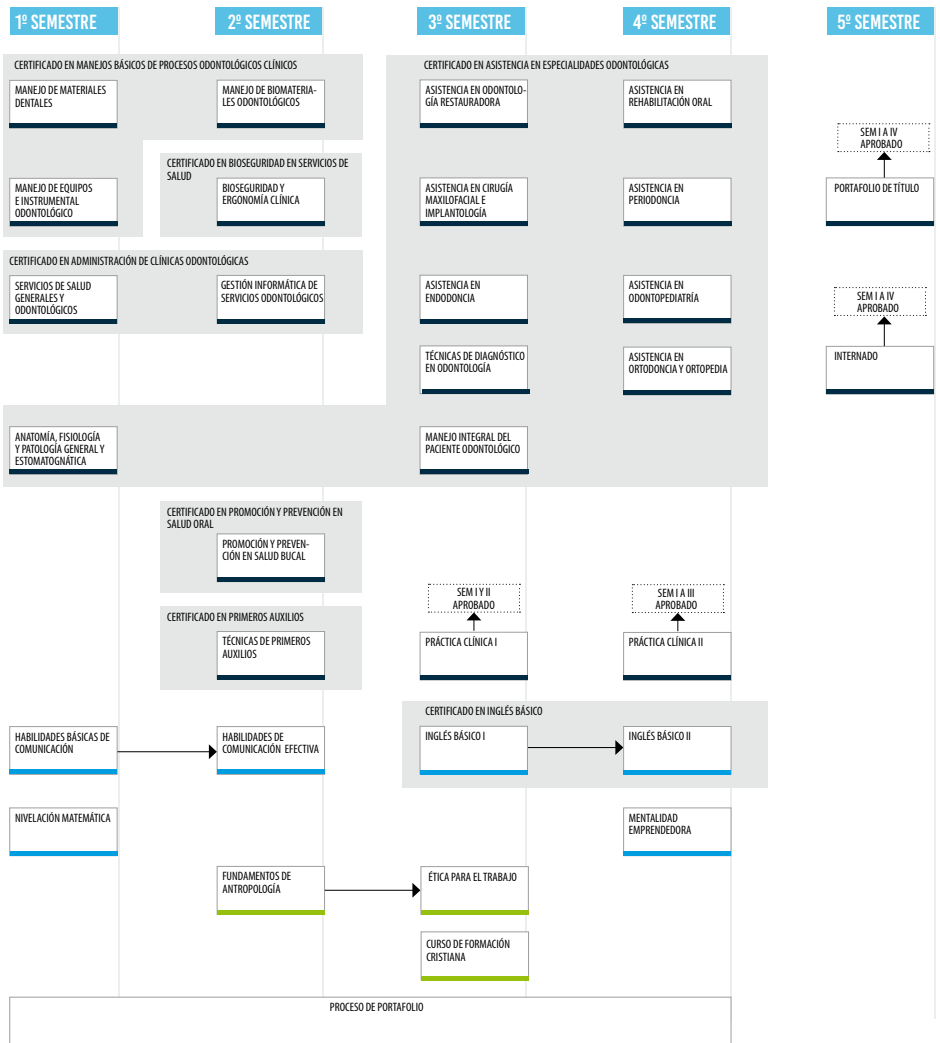 1º SEMESTRE
2º SEMESTRE
3º SEMESTRE
4º SEMESTRE
5º SEMESTRE
CERTIFICADO EN MANEJOS BÁSICOS DE PROCESOS ODONTOLÓGICOS CLÍNICOS
CERTIFICADO EN ASISTENCIA EN ESPECIALIDADES ODONTOLÓGICAS
MANEJO DE MATERIALES
DENTALES
MANEJO DE BIOMATERIA-
LES ODONTOLÓGICOS
ASISTENCIA EN ODONTOLO-
GÍA RESTAURADORA
ASISTENCIA EN
REHABILITACIÓN ORAL
SEM I A IV
APROBADO
CERTIFICADO EN BIOSEGURIDAD EN SERVICIOS DE
SALUD
MANEJO DE EQUIPOS
E INSTRUMENTAL
ODONTOLÓGICO
BIOSEGURIDAD Y
ERGONOMÍA CLÍNICA
ASISTENCIA EN CIRUGÍA
MAXILOFACIAL E
IMPLANTOLOGÍA
ASISTENCIA EN
PERIODONCIA
PORTAFOLIO DE TÍTULO
CERTIFICADO EN ADMINISTRACIÓN DE CLÍNICAS ODONTOLÓGICAS
SERVICIOS DE SALUD
GENERALES Y
ODONTOLÓGICOS
GESTIÓN INFORMÁTICA DE
SERVICIOS ODONTOLÓGICOS
ASISTENCIA EN
ENDODONCIA
ASISTENCIA EN
ODONTOPEDIATRÍA
SEM I A IV
APROBADO
TÉCNICAS DE DIAGNÓSTICO
EN ODONTOLOGÍA
ASISTENCIA EN
ORTODONCIA Y ORTOPEDIA
INTERNADO
ANATOMÍA, FISIOLOGÍA
Y PATOLOGÍA GENERAL Y
ESTOMATOGNÁTICA
MANEJO INTEGRAL DEL
PACIENTE ODONTOLÓGICO
CERTIFICADO EN PROMOCIÓN Y PREVENCIÓN EN
SALUD ORAL
PROMOCIÓN Y PREVEN-
CIÓN EN SALUD BUCAL
SEM I Y II
APROBADO
SEM I A III
APROBADO
CERTIFICADO EN PRIMEROS AUXILIOS
TÉCNICAS DE PRIMEROS
AUXILIOS
PRÁCTICA CLÍNICA I
PRÁCTICA CLÍNICA II
CERTIFICADO EN INGLÉS BÁSICO
HABILIDADES BÁSICAS DE
COMUNICACIÓN
HABILIDADES DE
COMUNICACIÓN EFECTIVA
INGLÉS BÁSICO I
INGLÉS BÁSICO II
NIVELACIÓN MATEMÁTICA
MENTALIDAD
EMPRENDEDORA
FUNDAMENTOS DE
ANTROPOLOGÍA
ÉTICA PARA EL TRABAJO
CURSO DE FORMACIÓN
CRISTIANA
PROCESO DE PORTAFOLIO